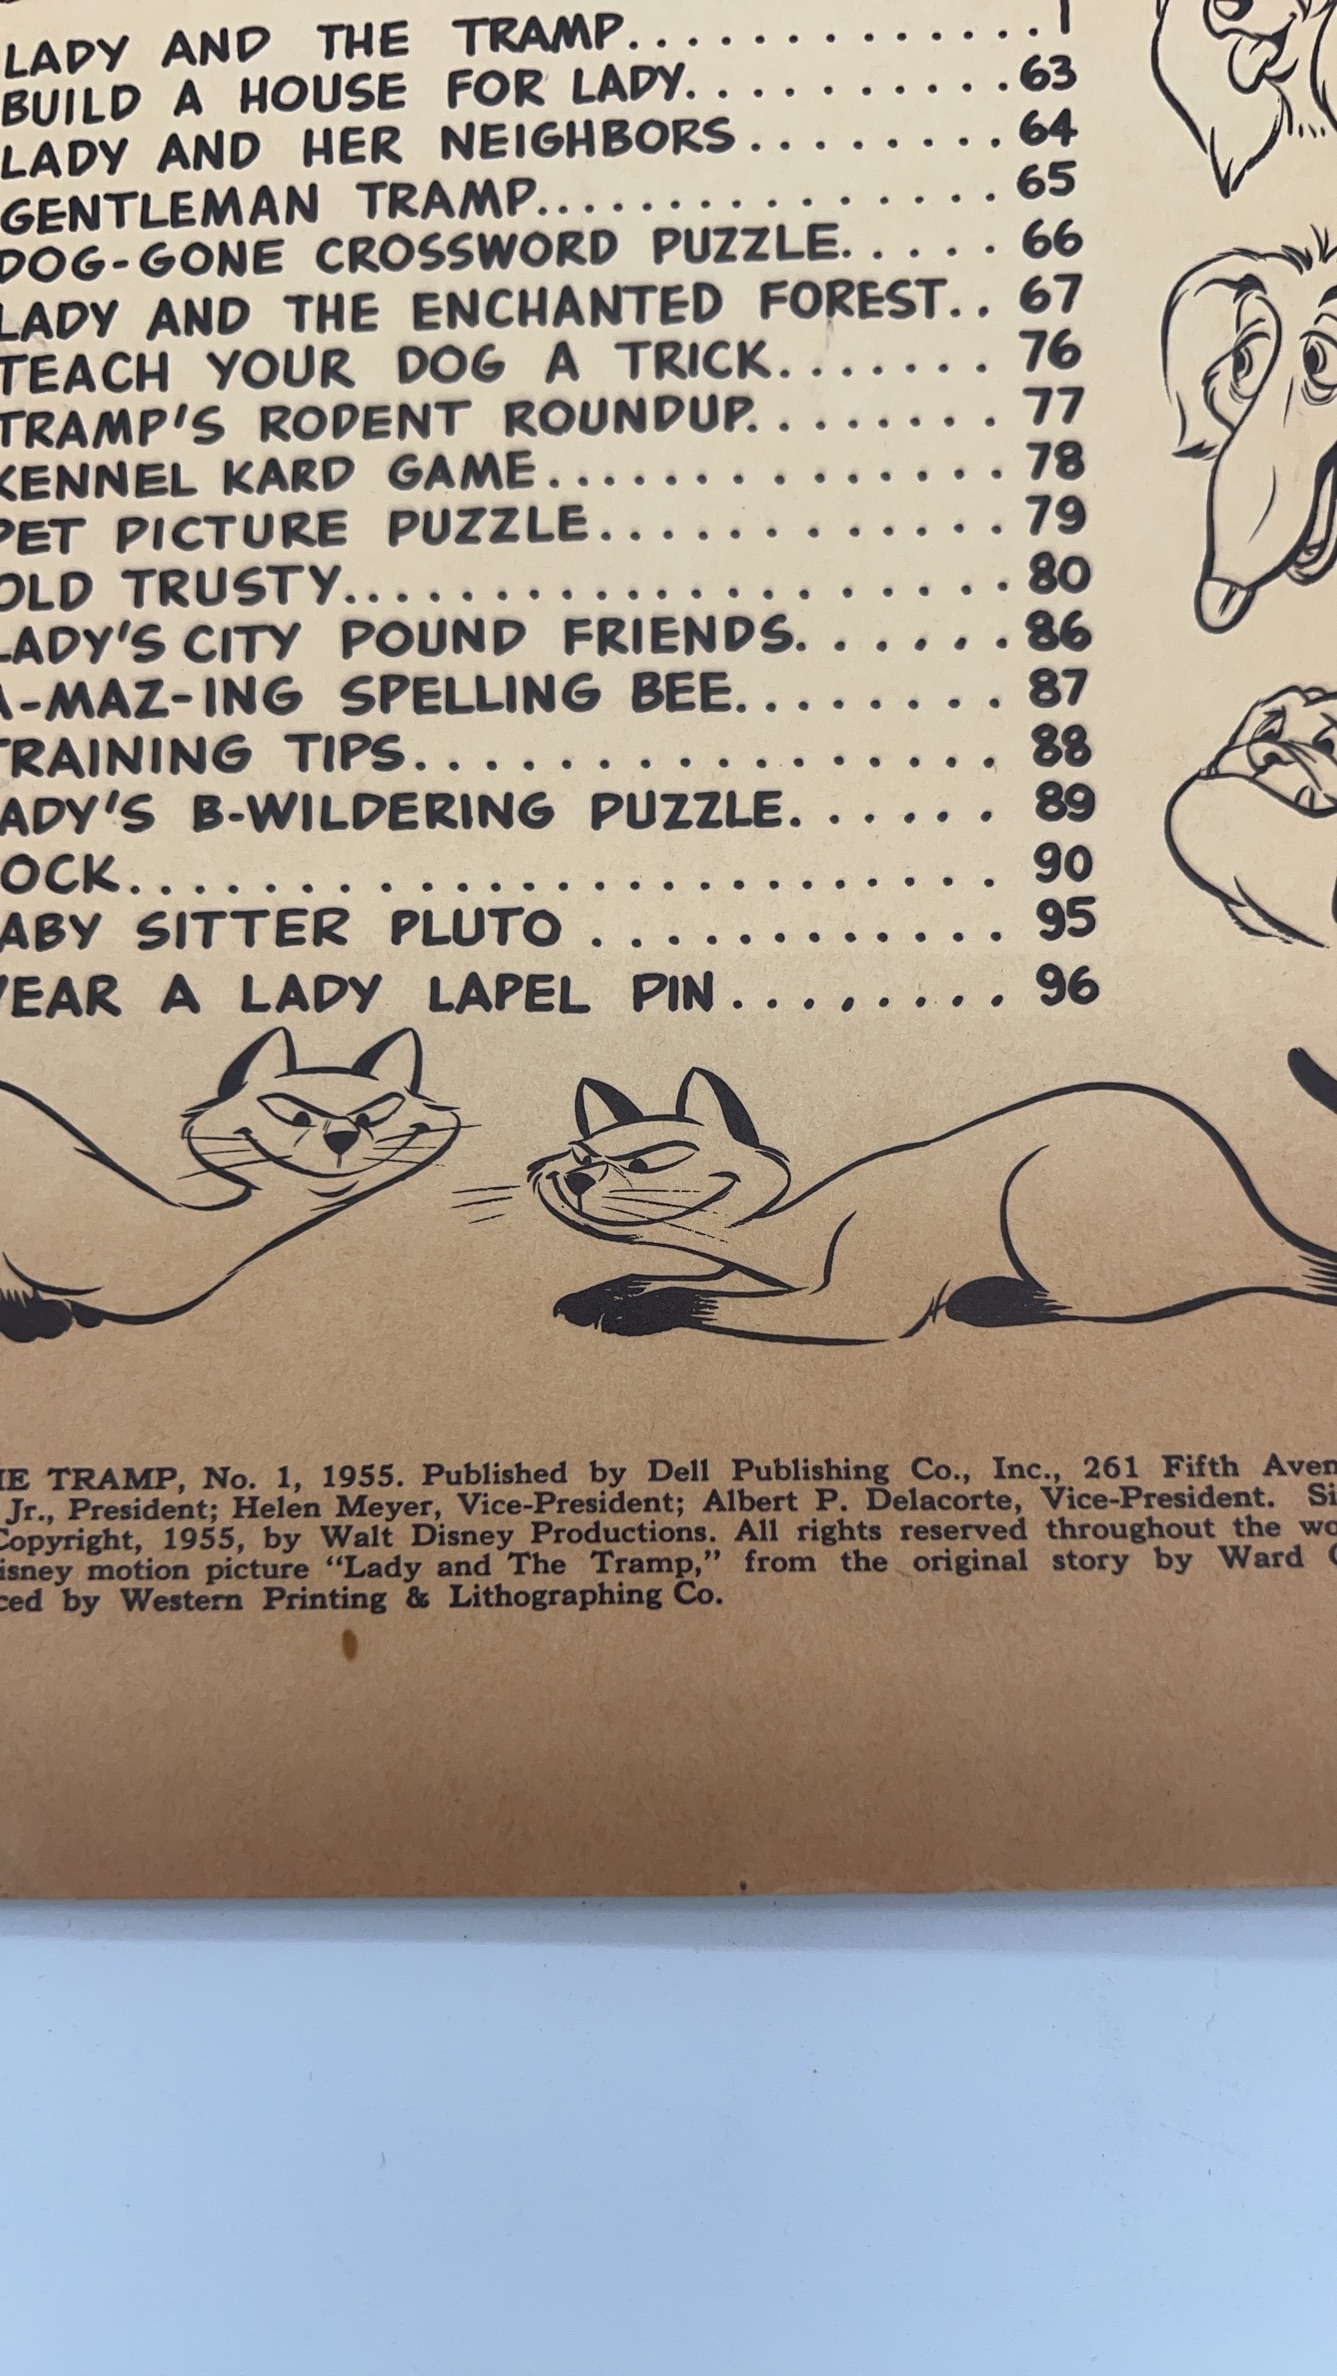 LADY AND THE TRAMP.............1
BUILD A HOUSE FOR LADY...........63
LADY AND HER NEIGHBORS........64
GENTLEMAN TRAMP...............65
DOG-GONE CROSSWORD PUZZLE.....66
LADY AND THE ENCHANTED FOREST..67
TEACH YOUR DOG A TRICK.......76
TRAMP'S RODENT ROUNDUP........77
KENNEL KARD GAME...............78
PET PICTURE PUZZLE.............79
OLD TRUSTY....................80
LADY'S CITY POUND FRIENDS......86
A-MAZ-ING SPELLING BEE........87
TRAINING TIPS.................88
ADY'S B-WILDERING PUZZLE......89
OCK.....................90
ABY SITTER PLUTO .............95
EAR A LADY LAPEL PIN.........96
HE TRAMP, No. 1, 1955. Published by Dell Publishing Co., Inc., 261 Fifth Aven
Jr., President; Helen Meyer, Vice-President; Albert P. Delacorte, Vice-President. Si
Copyright, 1955, by Walt Disney Productions. All rights reserved throughout the wo
isney motion picture "Lady and The Tramp," from the original story by Ward
ced by Western Printing & Lithographing Co.